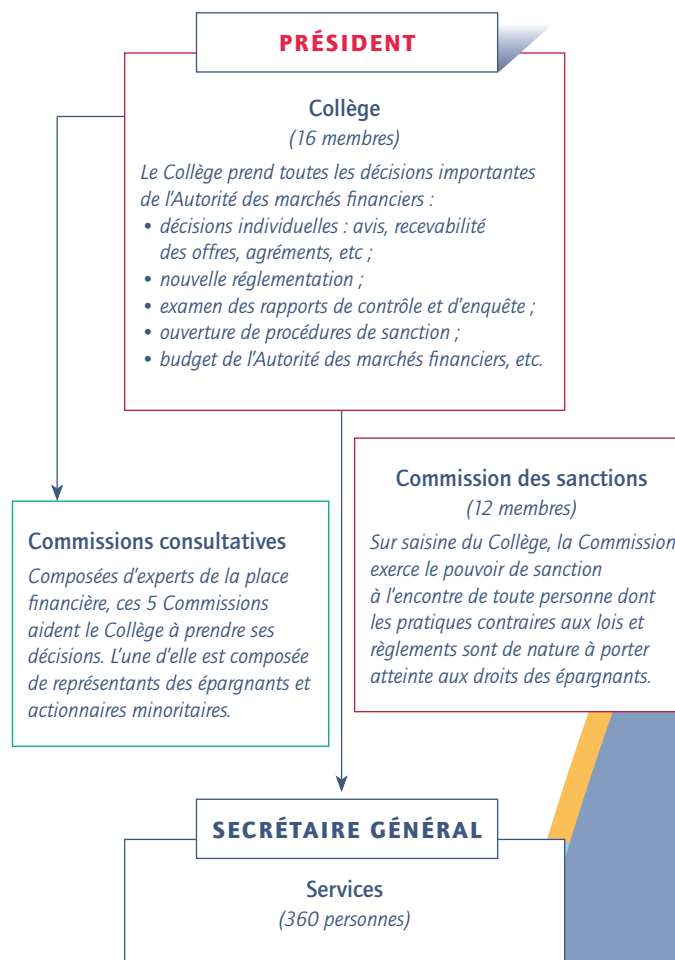 PRÉSIDENT
Collège
(16 membres)
Le Collège prend toutes les décisions importantes
de l'Autorité des marchés financiers :
• décisions individuelles : avis, recevabilité
des offres, agréments, etc ;
• nouvelle réglementation ;
• examen des rapports de contrôle et d'enquête ;
• ouverture de procédures de sanction ;
• budget de l'Autorité des marchés financiers, etc.
Commissions consultatives
Composées d'experts de la place
financière, ces 5 Commissions
aident le Collège à prendre ses
décisions. L'une d'elle est composée
de représentants des épargnants et
actionnaires minoritaires.
Commission des sanctions
(12 membres)
Sur saisine du Collège, la Commission
exerce le pouvoir de sanction
à l'encontre de toute personne dont
les pratiques contraires aux lois et
règlements sont de nature à porter
atteinte aux droits des épargnants.
SECRÉTAIRE GÉNÉRAL
Services
(360 personnes)